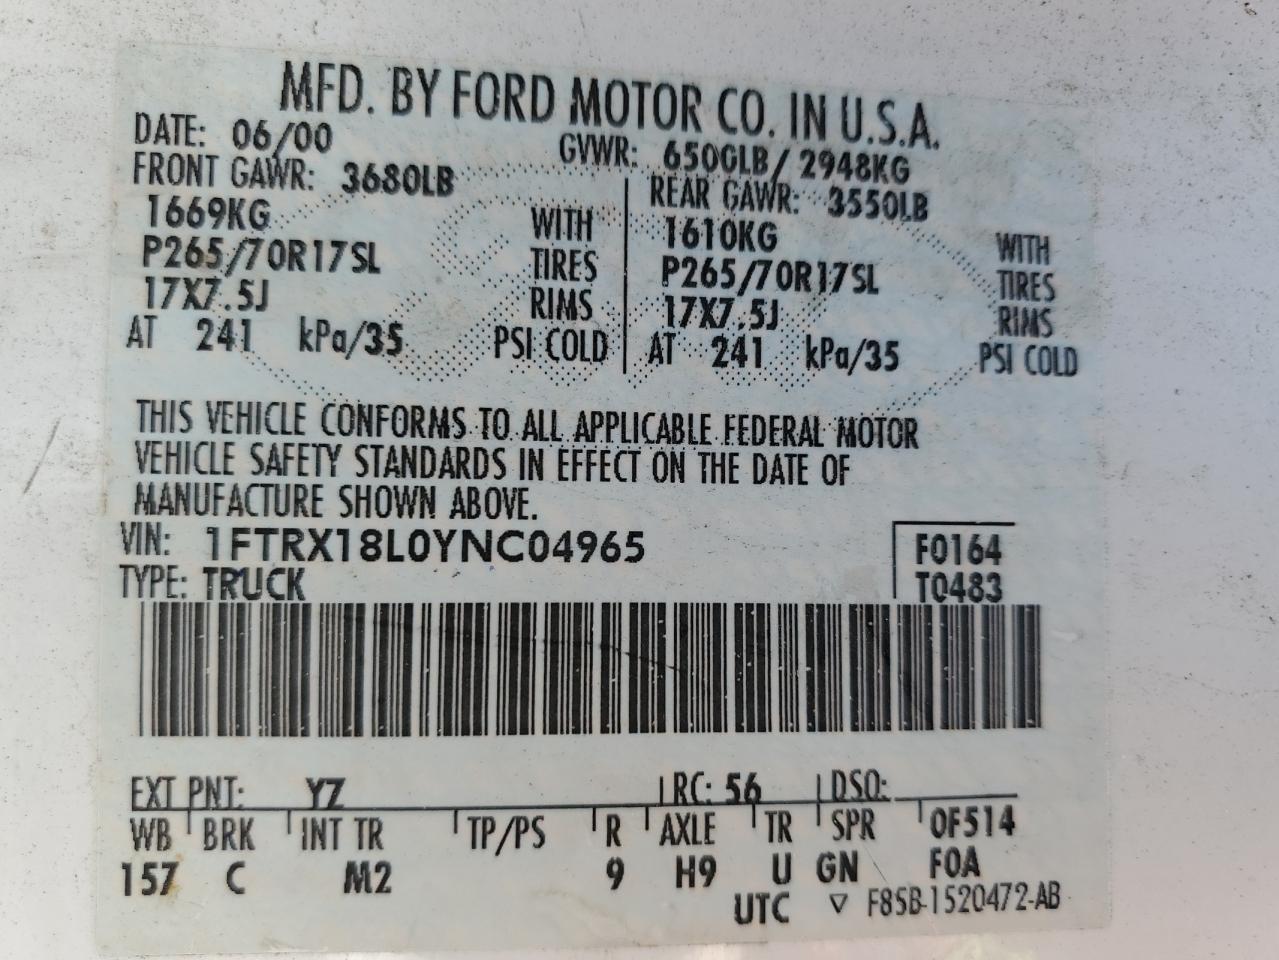 MFD. BY FORD MOTOR CO. IN U.S.A.
DATE: 06/00 GVWR: 6500LB/ 2948KG
FRONT GAWR: 3680LB REAR GAWR: 3550LB
1669KG WITH 1610KG WITH
P265/70R17SL TIRES P265/70R17SL TIRES
17X7.5J RIMS 17X7.5J RIMS
AT 241 kPa/35 PSI COLD AT 241 kPa/35 PSI COLD
THIS VEHICLE CONFORMS TO ALL APPLICABLE FEDERAL MOTOR
VEHICLE SAFETY STANDARDS IN EFFECT ON THE DATE OF
MANUFACTURE SHOWN ABOVE.
VIN: 1FTRX18L0YNC04965 F0164
TYPE: TRUCK T0483
EXT PNT: YZ RC: 56 DSO:
WB BRK INT TR TP/PS R AXLE TR SPR 0F514
157 C M2 9 H9 U GN F0A
UTC ▽ F85B-1520472-AB